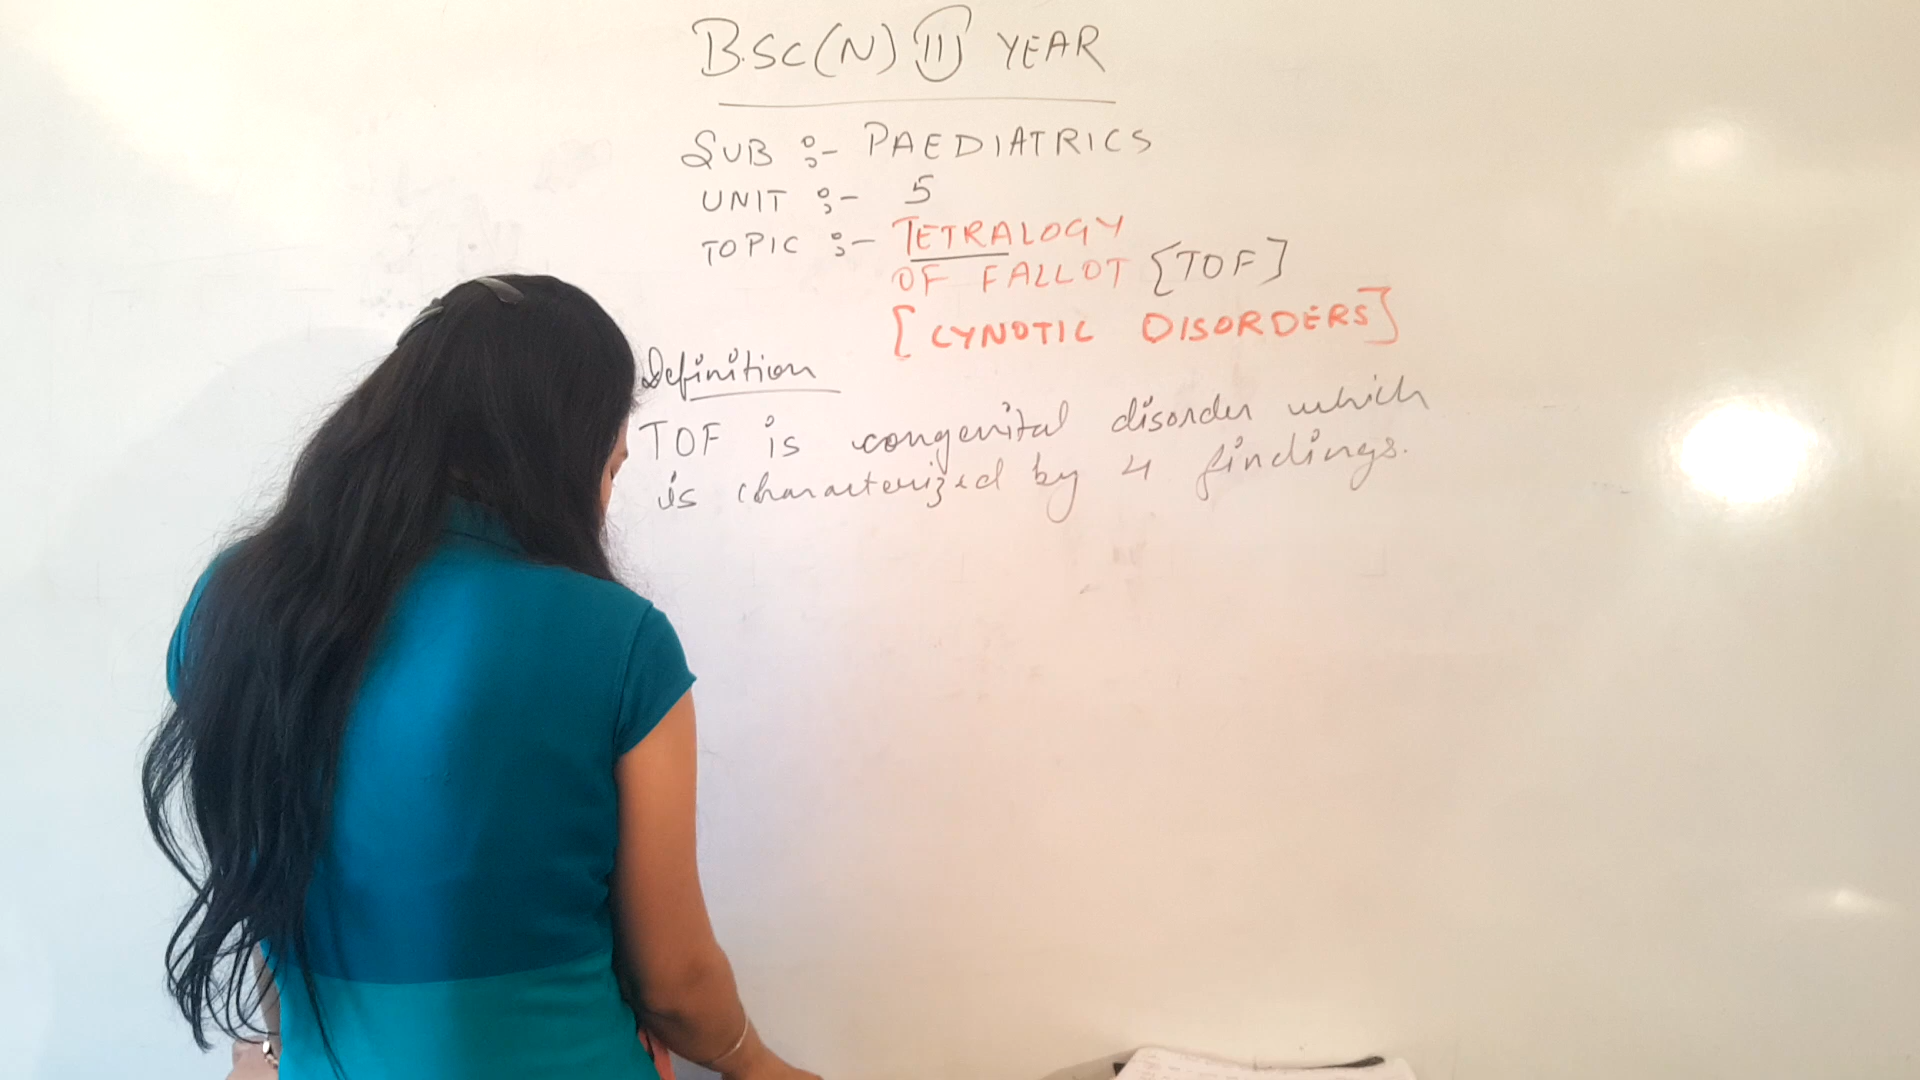 B.SC(N) III YEAR
SUB :- PAEDIATRICS
UNIT :- 5
TOPIC :- TETRALOGY
OF FALLOT [TOF]
[CYNOTIC DISORDERS]
Definition
TOF is congenital disorder which
is characterized by 4 findings.